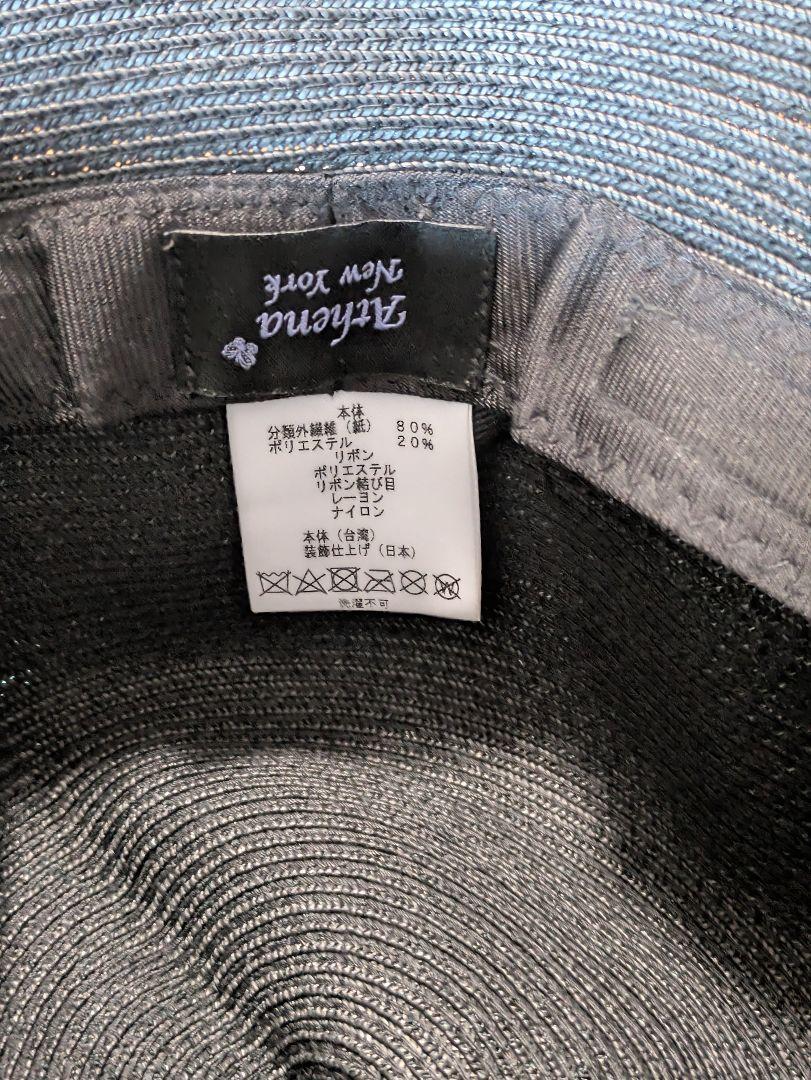 Athena
New York
本体
分類外繊維（紙） 80%
ポリエステル 20%
リボン
ポリエステル
リボン結び目
レーヨン
ナイロン
本体（台湾）
装飾仕上げ（日本）
W
洗濯不可